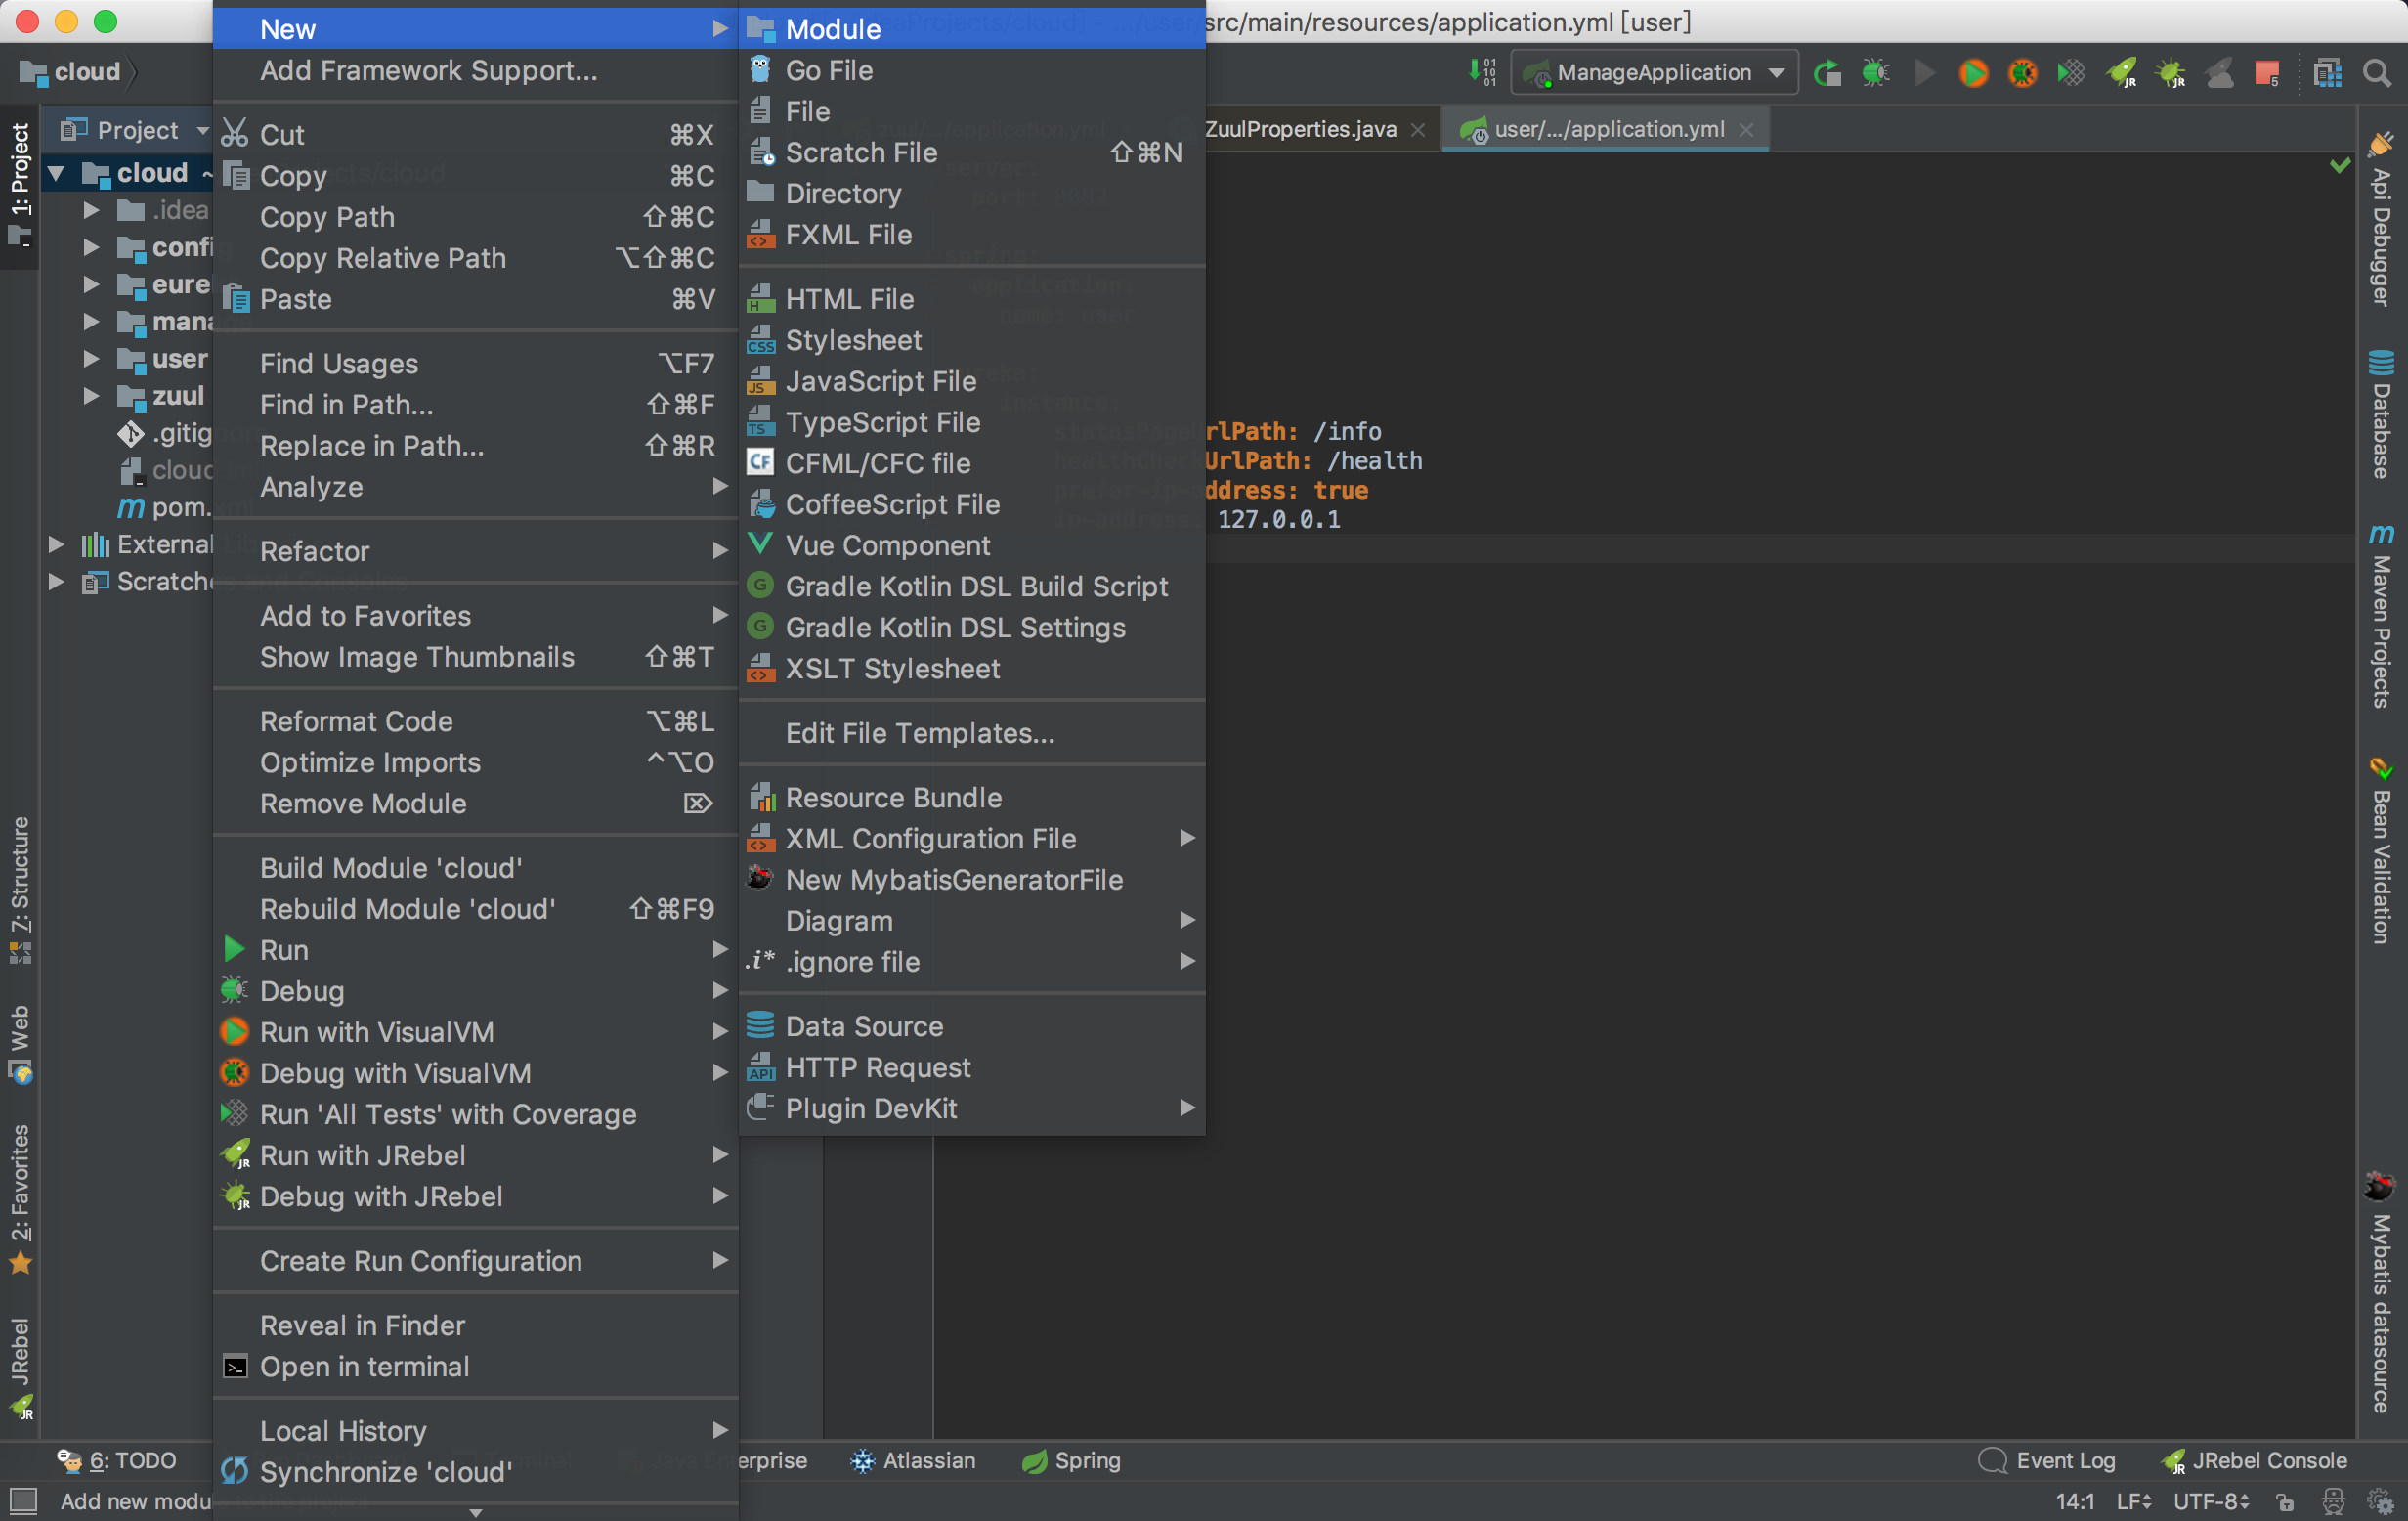 src/main/resources/application.yml [user]
cloud
ManageApplication
5
1: Project
Project
ZuulProperties.java
user/.../application.yml
cloud ~
.idea
config
eure
mana
user
zuul
.gitig
cloud
pom.
External
Scratche
New
Add Framework Support...
Cut ⌘X
Copy ⌘C
Copy Path ⇧⌘C
Copy Relative Path ⌥⇧⌘C
Paste ⌘V
Find Usages ⌥F7
Find in Path... ⇧⌘F
Replace in Path... ⇧⌘R
Analyze
Refactor
Add to Favorites
Show Image Thumbnails ⇧⌘T
Reformat Code ⌥⌘L
Optimize Imports ^⌥O
Remove Module ⌦
Build Module 'cloud'
Rebuild Module 'cloud' ⇧⌘F9
Run
Debug
Run with VisualVM
Debug with VisualVM
Run 'All Tests' with Coverage
Run with JRebel
Debug with JRebel
Create Run Configuration
Reveal in Finder
Open in terminal
Local History
Synchronize 'cloud'
Module
Go File
File
Scratch File ⇧⌘N
Directory
FXML File
HTML File
Stylesheet
JavaScript File
TypeScript File
CFML/CFC file
CoffeeScript File
Vue Component
Gradle Kotlin DSL Build Script
Gradle Kotlin DSL Settings
XSLT Stylesheet
Edit File Templates...
Resource Bundle
XML Configuration File
New MybatisGeneratorFile
Diagram
.i* .ignore file
Data Source
HTTP Request
Plugin DevKit
rlPath: /info
UrlPath: /health
ddress: true
127.0.0.1
Api Debugger
Database
Maven Projects
Bean Validation
Mybatis datasource
Z: Structure
Web
2: Favorites
JRebel
6: TODO
erprise
Atlassian
Spring
Event Log
JRebel Console
Add new modu
14:1 LF UTF-8